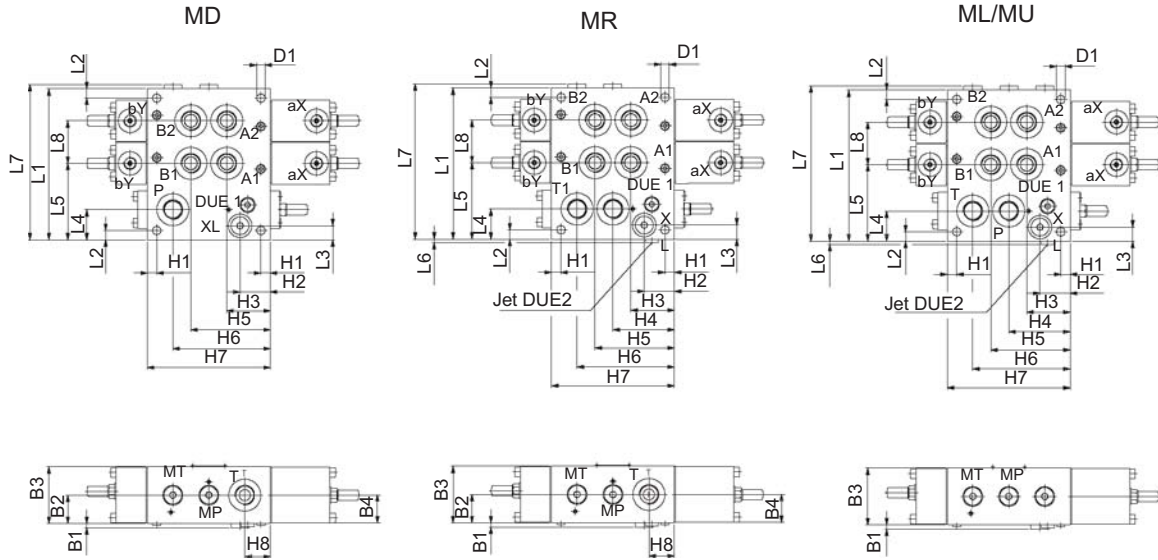 MD
MR
ML/MU
L2
D1
L7
L1
L8
L5
L4
L2
bY
B2
A2
aX
B1
A1
bY
aX
P
DUE 1
XL
H1
H1
L3
H2
H3
H5
H6
H7
L2
D1
L7
L1
L8
L5
L4
L6
L2
bY
B2
A2
aX
B1
A1
bY
aX
T1
DUE 1
X
L
H1
H1
L3
H2
H3
Jet DUE2
H4
H5
H6
H7
L2
D1
L7
L1
L8
L5
L4
L6
L2
bY
B2
A2
aX
B1
A1
bY
aX
T
DUE 1
X
P
L
H1
H1
L3
H2
H3
Jet DUE2
H4
H5
H6
H7
B3
B2
B1
MT
MP
T
B4
H8
B3
B2
B1
MT
MP
T
B4
H8
B3
B1
MT
MP